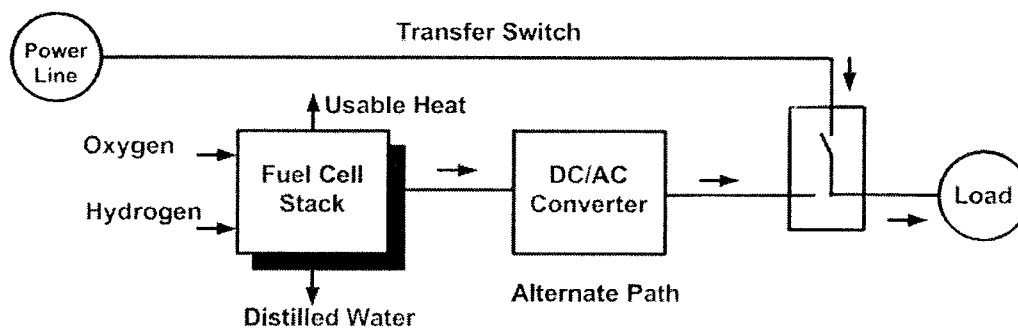 Transfer Switch
Power
Line
Usable Heat
Oxygen
Hydrogen
Fuel Cell
Stack
DC/AC
Converter
Load
Alternate Path
Distilled Water